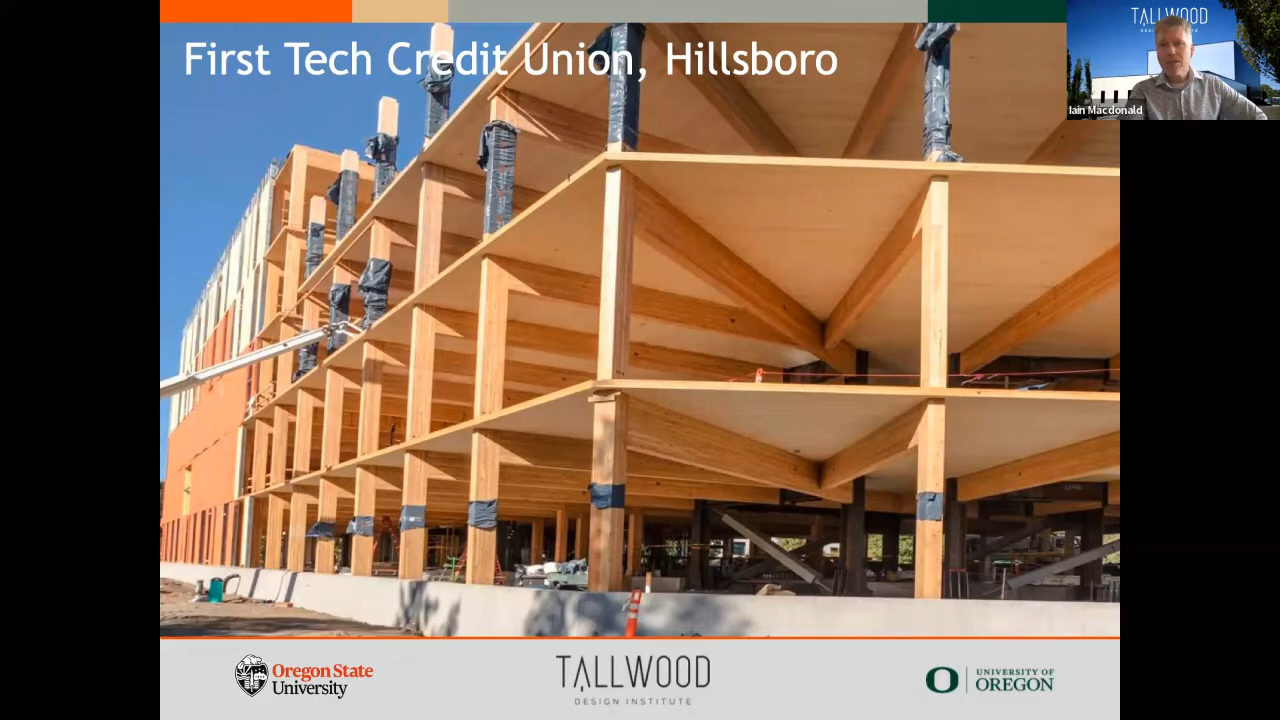 First Tech Credit Union, Hillsboro
TALLWOOD
Iain Macdonald
Oregon State
University
TALLWOOD
DESIGN INSTITUTE
UNIVERSITY OF
OREGON